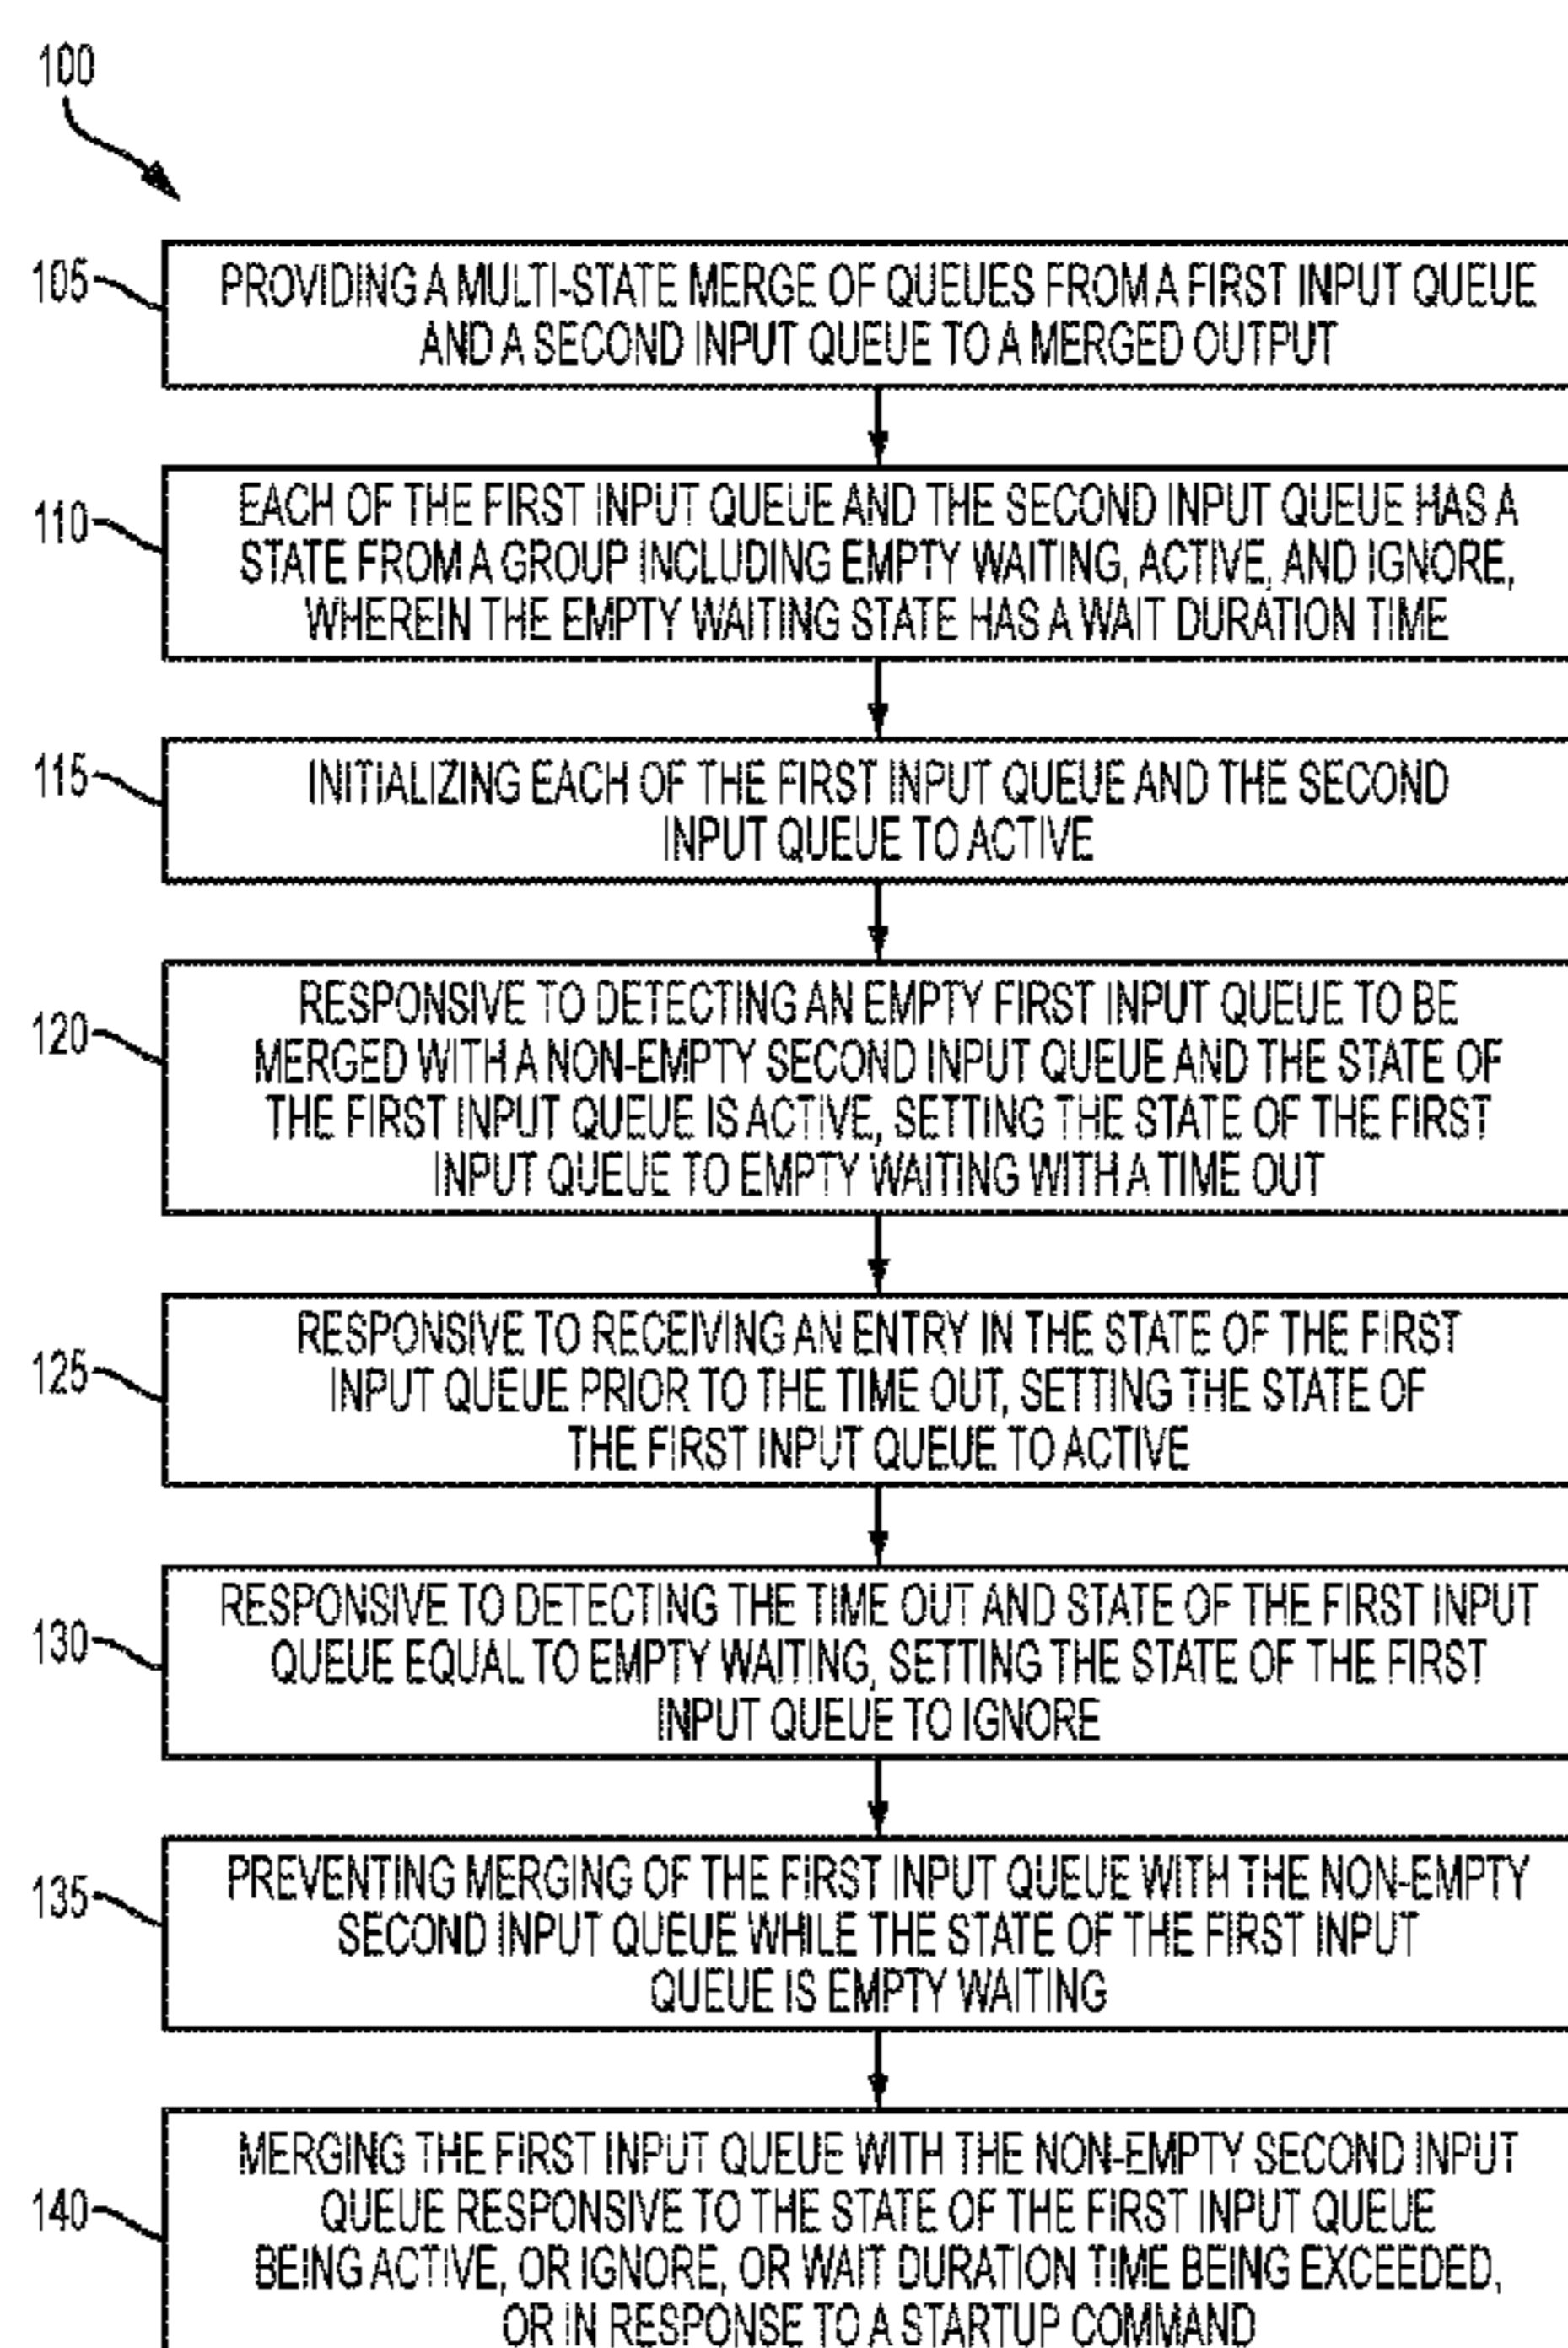 100
105
PROVIDING A MULTI-STATE MERGE OF QUEUES FROM A FIRST INPUT QUEUE
AND A SECOND INPUT QUEUE TO A MERGED OUTPUT
110
EACH OF THE FIRST INPUT QUEUE AND THE SECOND INPUT QUEUE HAS A
STATE FROM A GROUP INCLUDING EMPTY WAITING, ACTIVE, AND IGNORE,
WHEREIN THE EMPTY WAITING STATE HAS A WAIT DURATION TIME
115
INITIALIZING EACH OF THE FIRST INPUT QUEUE AND THE SECOND
INPUT QUEUE TO ACTIVE
120
RESPONSIVE TO DETECTING AN EMPTY FIRST INPUT QUEUE TO BE
MERGED WITH A NON-EMPTY SECOND INPUT QUEUE AND THE STATE OF
THE FIRST INPUT QUEUE IS ACTIVE, SETTING THE STATE OF THE FIRST
INPUT QUEUE TO EMPTY WAITING WITH A TIME OUT
125
RESPONSIVE TO RECEIVING AN ENTRY IN THE STATE OF THE FIRST
INPUT QUEUE PRIOR TO THE TIME OUT, SETTING THE STATE OF
THE FIRST INPUT QUEUE TO ACTIVE
130
RESPONSIVE TO DETECTING THE TIME OUT AND STATE OF THE FIRST INPUT
QUEUE EQUAL TO EMPTY WAITING, SETTING THE STATE OF THE FIRST
INPUT QUEUE TO IGNORE
135
PREVENTING MERGING OF THE FIRST INPUT QUEUE WITH THE NON-EMPTY
SECOND INPUT QUEUE WHILE THE STATE OF THE FIRST INPUT
QUEUE IS EMPTY WAITING
140
MERGING THE FIRST INPUT QUEUE WITH THE NON-EMPTY SECOND INPUT
QUEUE RESPONSIVE TO THE STATE OF THE FIRST INPUT QUEUE
BEING ACTIVE, OR IGNORE, OR WAIT DURATION TIME BEING EXCEEDED,
OR IN RESPONSE TO A STARTUP COMMAND